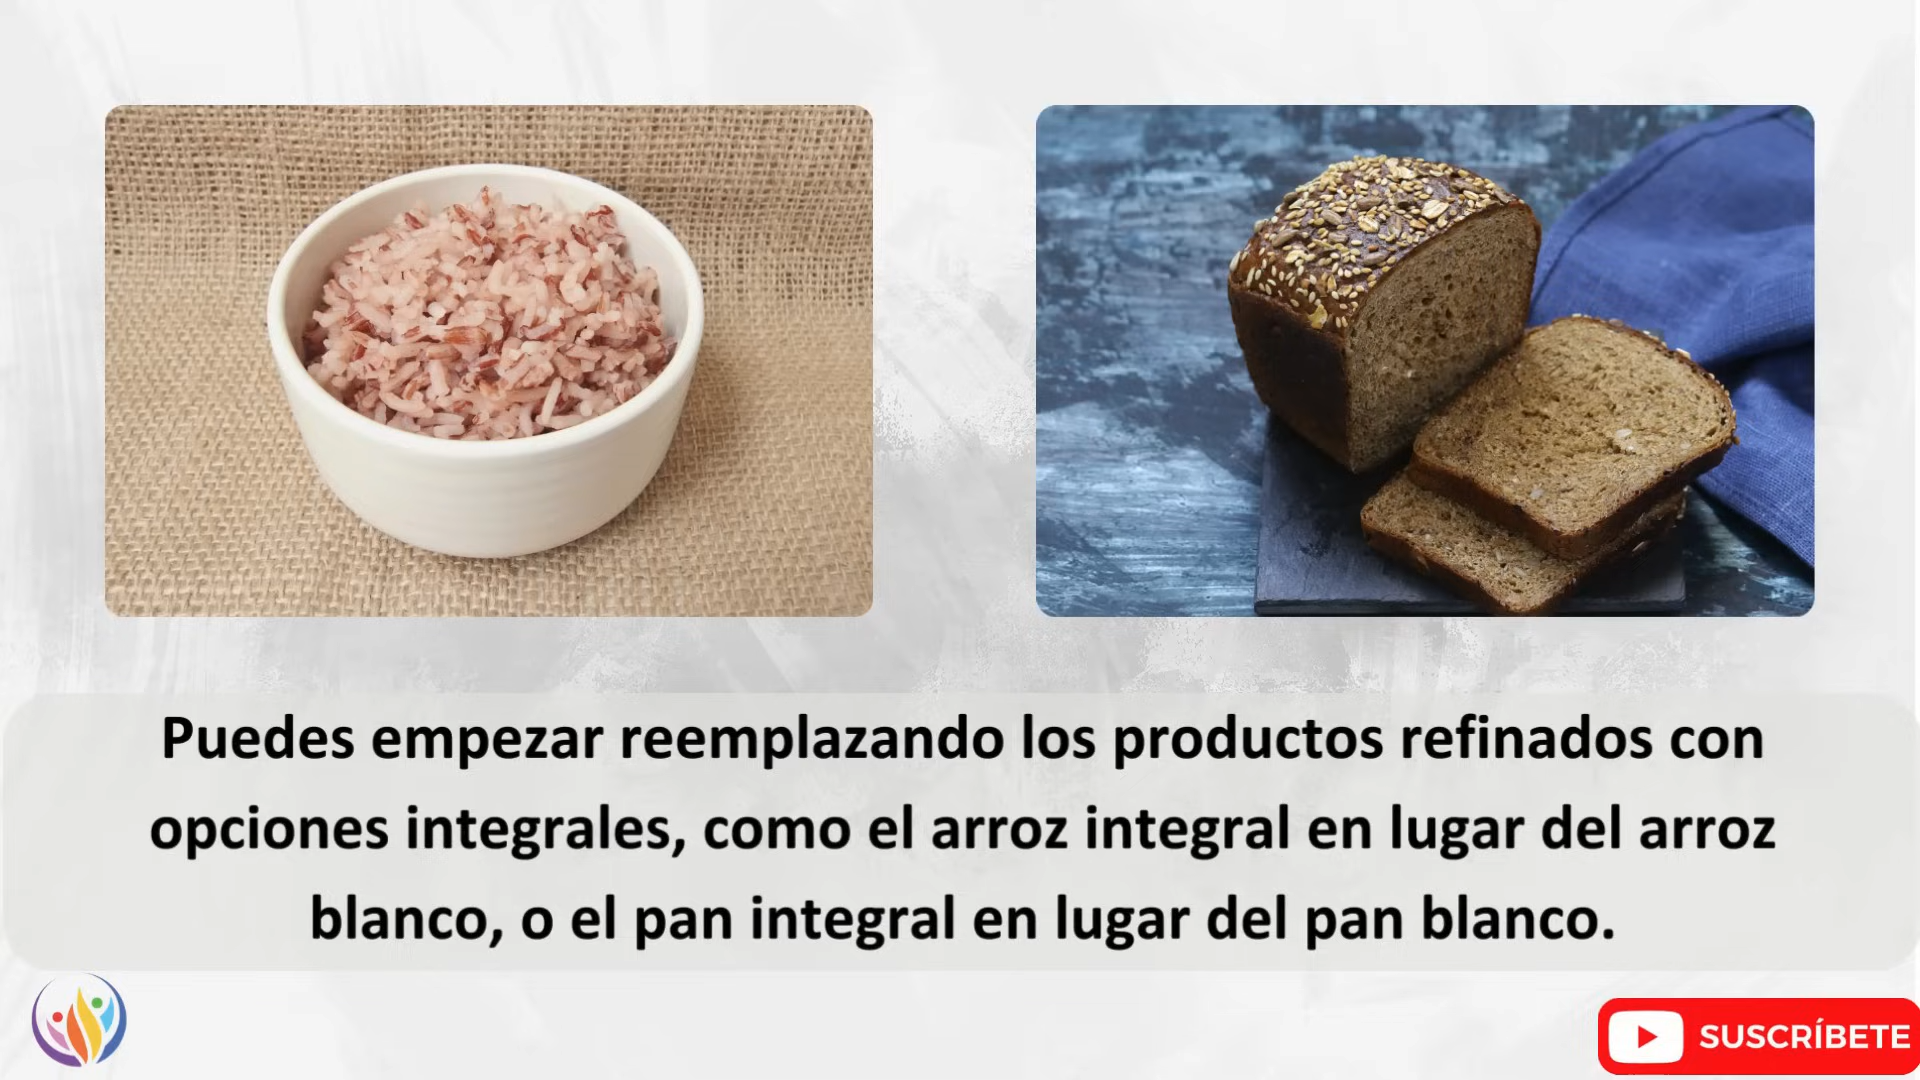 Puedes empezar reemplazando los productos refinados con
opciones integrales, como el arroz integral en lugar del arroz
blanco, o el pan integral en lugar del pan blanco.
SUSCRÍBETE